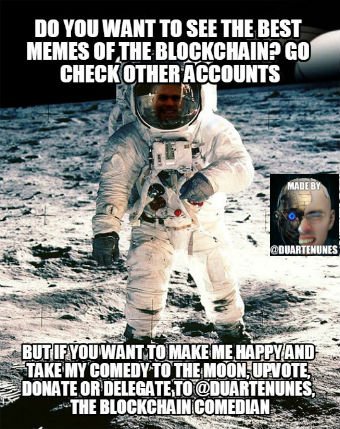 DO YOU WANT TO SEE THE BEST
MEMES OF THE BLOCKCHAIN? GO
CHECK OTHER ACCOUNTS
MADE BY
@DUARTENUNES
BUT IF YOU WANT TO MAKE ME HAPPY AND
TAKE MY COMEDY TO THE MOON, UPVOTE,
DONATE OR DELEGATE TO @DUARTENUNES,
THE BLOCKCHAIN COMEDIAN